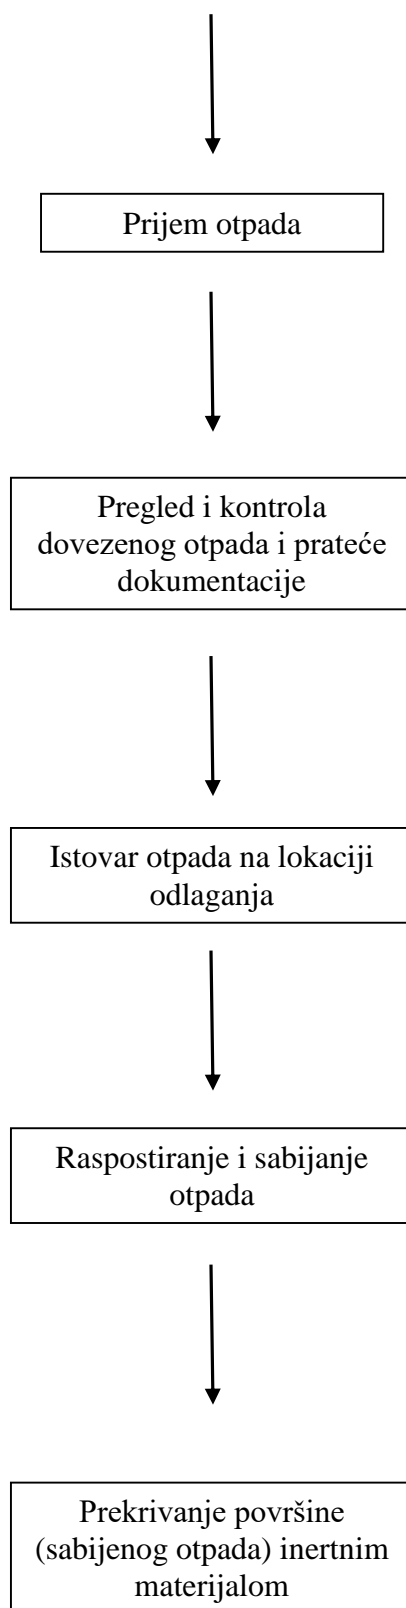 Prijem otpada
Pregled i kontrola
dovezenog otpada i prateće
dokumentacije
Istovar otpada na lokaciji
odlaganja
Raspostiranje i sabijanje
otpada
Prekrivanje površine
(sabijenog otpada) inertnim
materijalom